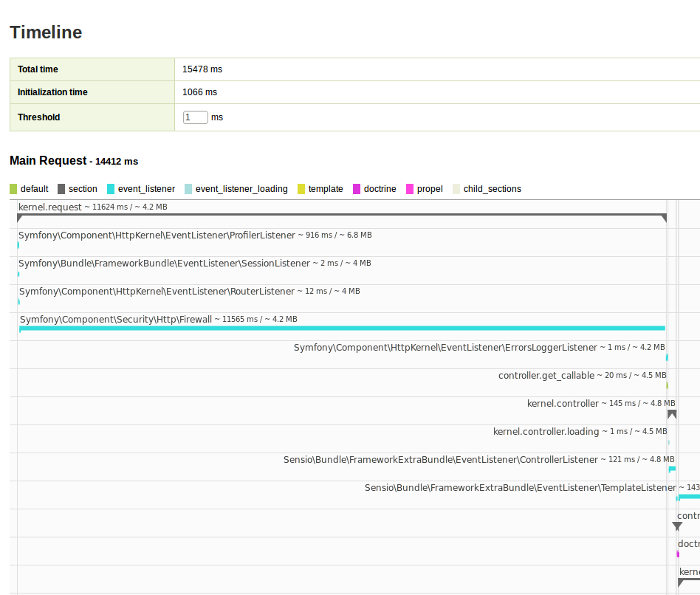 Timeline
Total time 15478 ms
Initialization time 1066 ms
Threshold 1 ms
Main Request - 14412 ms
default section event_listener event_listener_loading template doctrine propel child_sections
kernel.request ~ 11624 ms / ~ 4.2 MB
Symfony\Component\HttpKernel\EventListener\ProfilerListener ~ 916 ms / ~ 6.8 MB
Symfony\Bundle\FrameworkBundle\EventListener\SessionListener ~ 2 ms / ~ 4 MB
Symfony\Component\HttpKernel\EventListener\RouterListener ~ 12 ms / ~ 4 MB
Symfony\Component\Security\Http\Firewall ~ 11565 ms / ~ 4.2 MB
Symfony\Component\HttpKernel\EventListener\ErrorsLoggerListener ~ 1 ms / ~ 4.2 MB
controller.get_callable ~ 20 ms / ~ 4.5 MB
kernel.controller ~ 145 ms / ~ 4.8 MB
kernel.controller.loading ~ 1 ms / ~ 4.5 MB
Sensio\Bundle\FrameworkExtraBundle\EventListener\ControllerListener ~ 121 ms / ~ 4.8 MB
Sensio\Bundle\FrameworkExtraBundle\EventListener\TemplateListener ~ 143
contr
doctr
kerne